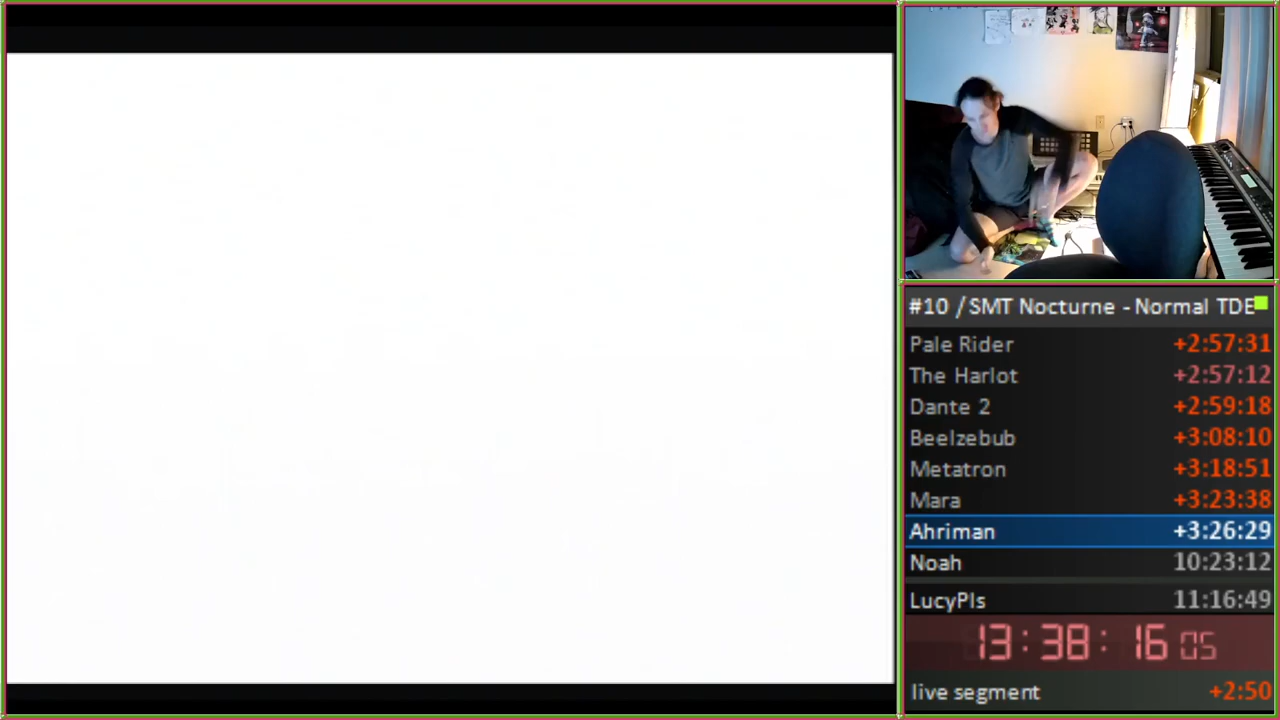 #10 / SMT Nocturne - Normal TDE
Pale Rider +2:57:31
The Harlot +2:57:12
Dante 2 +2:59:18
Beelzebub +3:08:10
Metatron +3:18:51
Mara +3:23:38
Ahriman +3:26:29
Noah 10:23:12
LucyPls 11:16:49
13:38:16 05
live segment +2:50